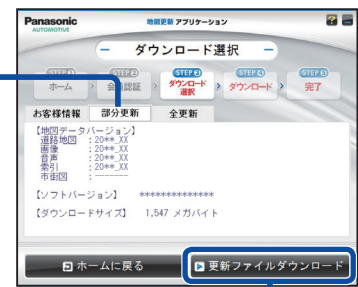 Panasonic
AUTOMOTIVE
地図更新 アプリケーション
?
ダウンロード選択
STEP① STEP② STEP③ STEP④ STEP⑤
ホーム 会員認証 ダウンロード選択 ダウンロード 完了
お客様情報 部分更新 全更新
【地図データバージョン】
道路地図 : 20**_XX
画像 : 20**_XX
音声 : 20**_XX
索引 : 20**_XX
市街図 : -------
【ソフトバージョン】 **************
【ダウンロードサイズ】 1,547 メガバイト
ホームに戻る 更新ファイルダウンロード